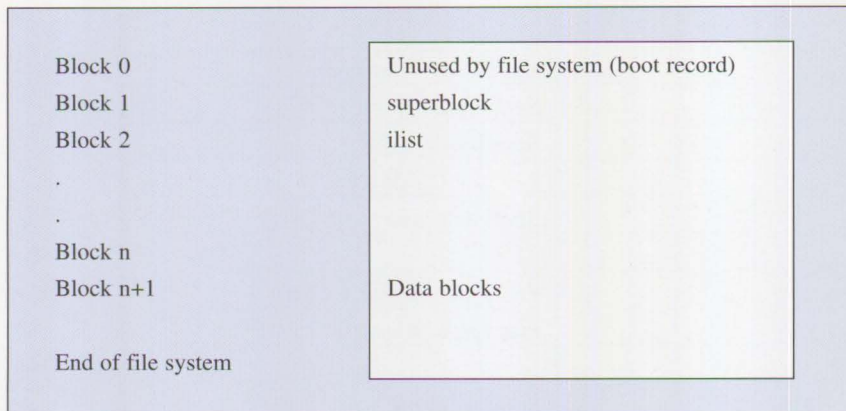 Block 0 Unused by file system (boot record)
Block 1 superblock
Block 2 ilist
.
.
Block n
Block n+1 Data blocks
End of file system